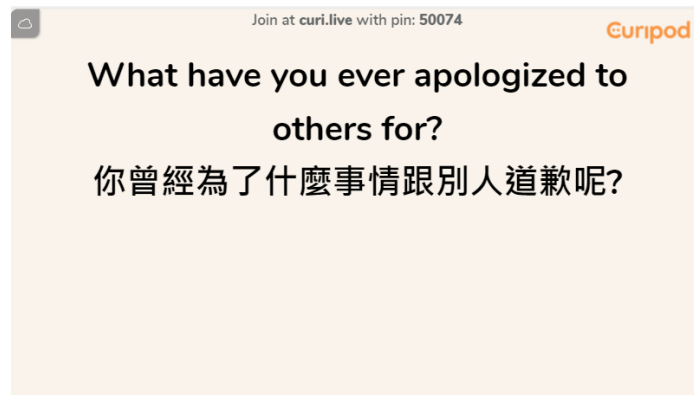 Join at curi.live with pin: 50074
Curipod
What have you ever apologized to
others for?
你曾經為了什麼事情跟別人道歉呢?